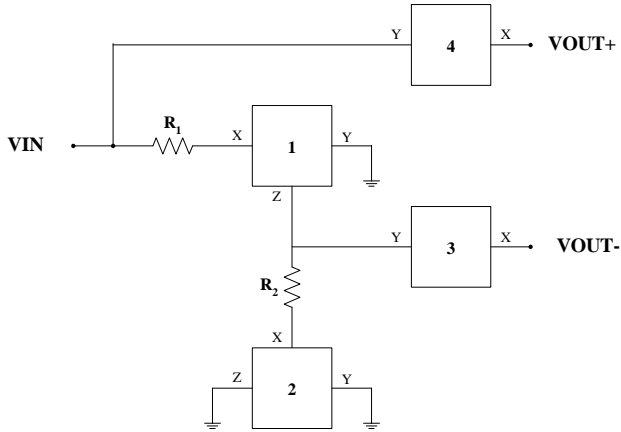 Y 4 X VOUT+
R1
VIN X 1 Y
Z
Y 3 X VOUT-
R2
X
Z 2 Y